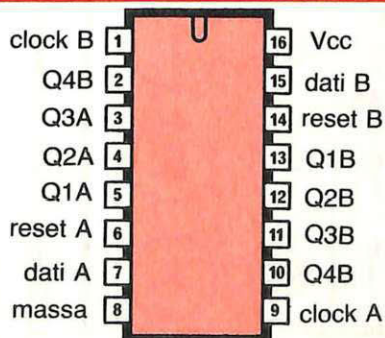 clock B 1 16 Vcc
Q4B 2 15 dati B
Q3A 3 14 reset B
Q2A 4 13 Q1B
Q1A 5 12 Q2B
reset A 6 11 Q3B
dati A 7 10 Q4B
massa 8 9 clock A